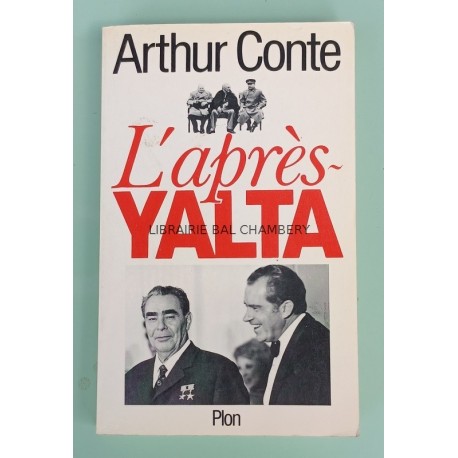 Arthur Conte
L'après-
YALTA
LIBRAIRIE BAL CHAMBERY
Plon